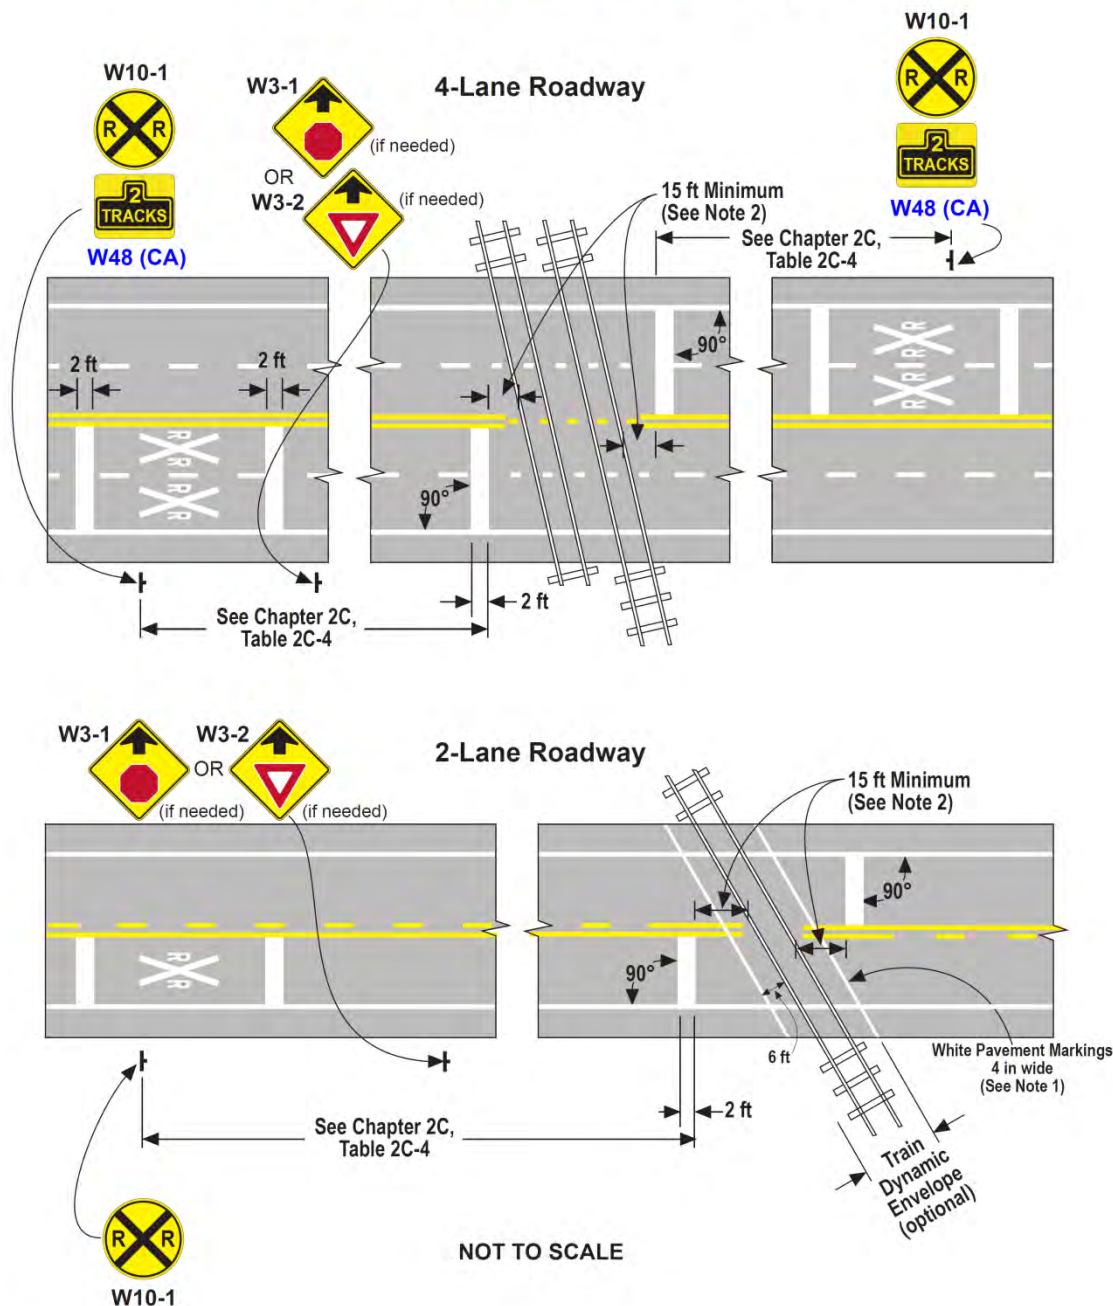 W10-1
W10-1
R R
W3-1
4-Lane Roadway
R R
(if needed)
2
TRACKS
OR
W3-2
(if needed)
15 ft Minimum
(See Note 2)
2
TRACKS
W48 (CA)
W48 (CA)
See Chapter 2C,
Table 2C-4
2 ft
2 ft
90°
R R
R R
R R
R R
90°
2 ft
See Chapter 2C,
Table 2C-4
W3-1
W3-2
2-Lane Roadway
OR
(if needed)
(if needed)
15 ft Minimum
(See Note 2)
90°
R R
90°
6 ft
White Pavement Markings
4 in wide
(See Note 1)
2 ft
See Chapter 2C,
Table 2C-4
Train
Dynamic
Envelope
(optional)
R R
W10-1
NOT TO SCALE